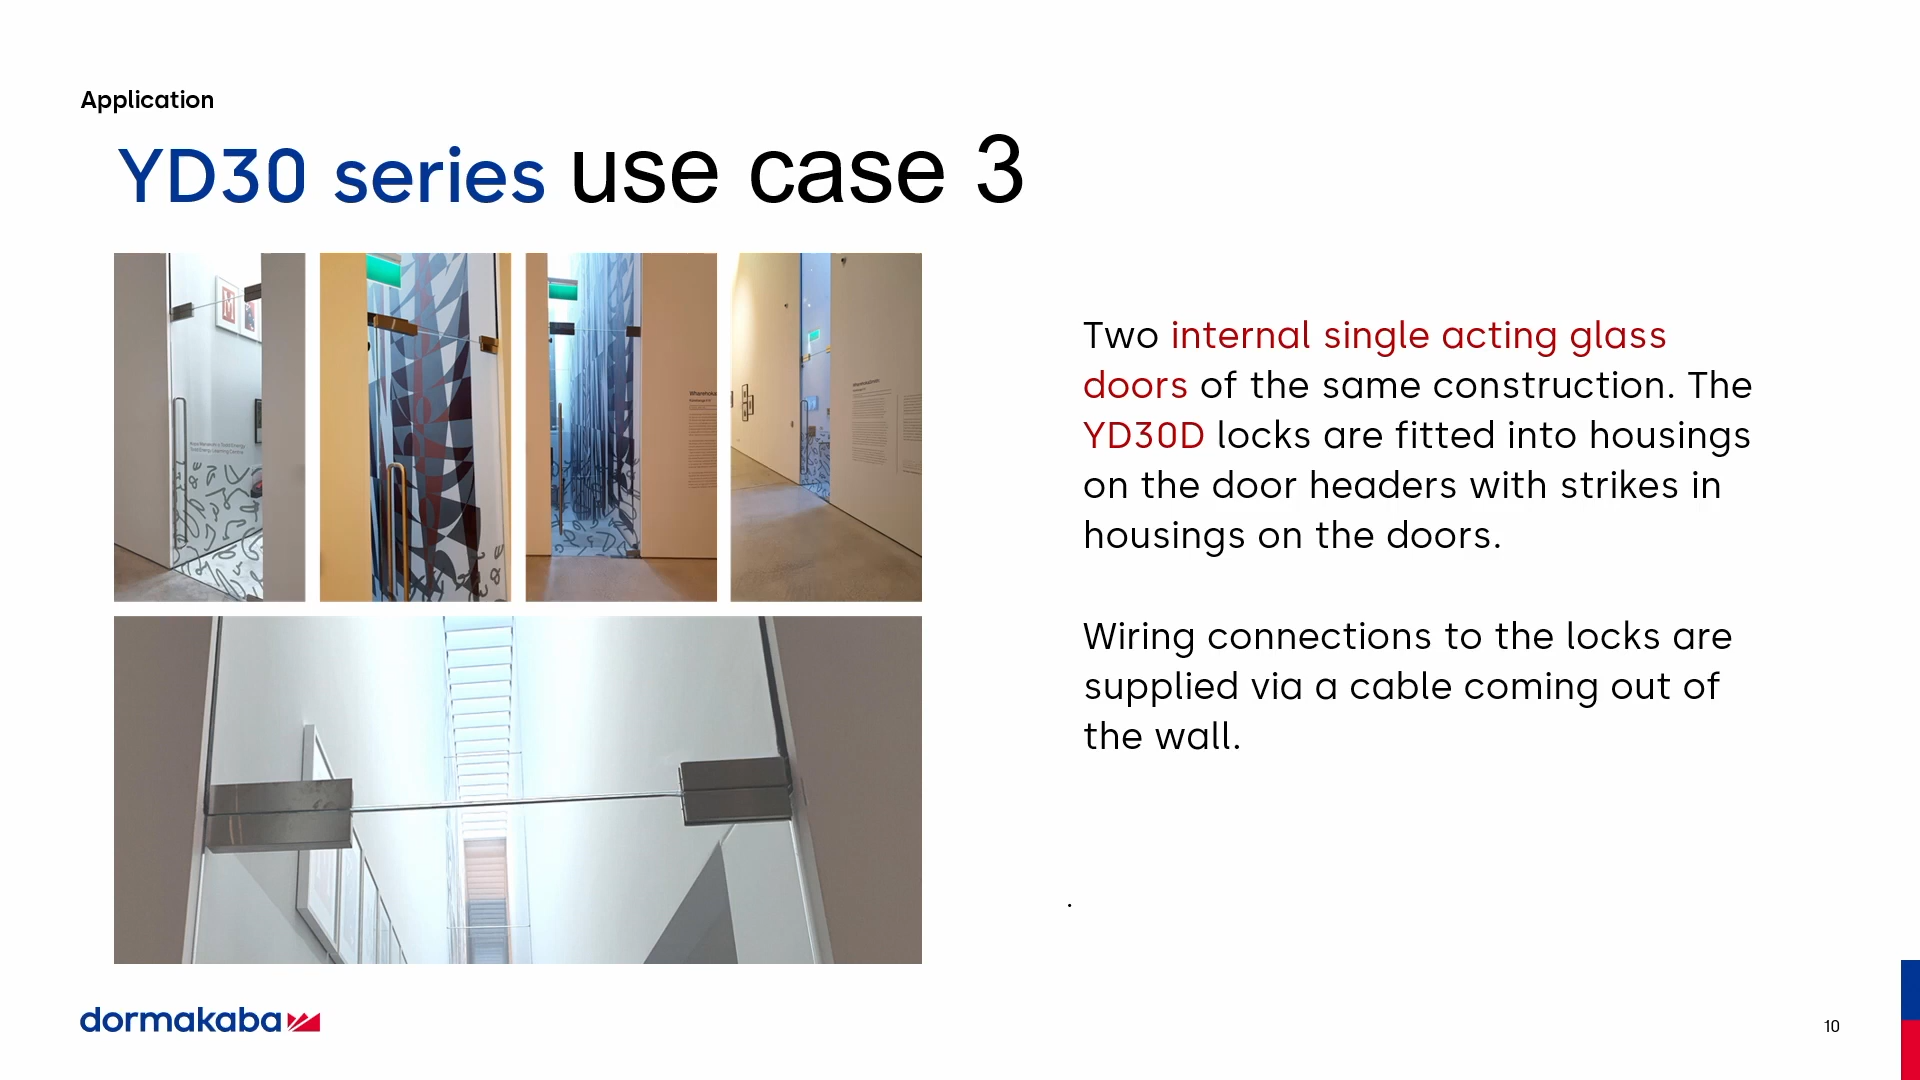 Application
YD30 series use case 3
M
Two internal single acting glass
doors of the same construction. The
YD30D locks are fitted into housings
on the door headers with strikes in
housings on the doors.
Wiring connections to the locks are
supplied via a cable coming out of
the wall.
.
dormakaba
10